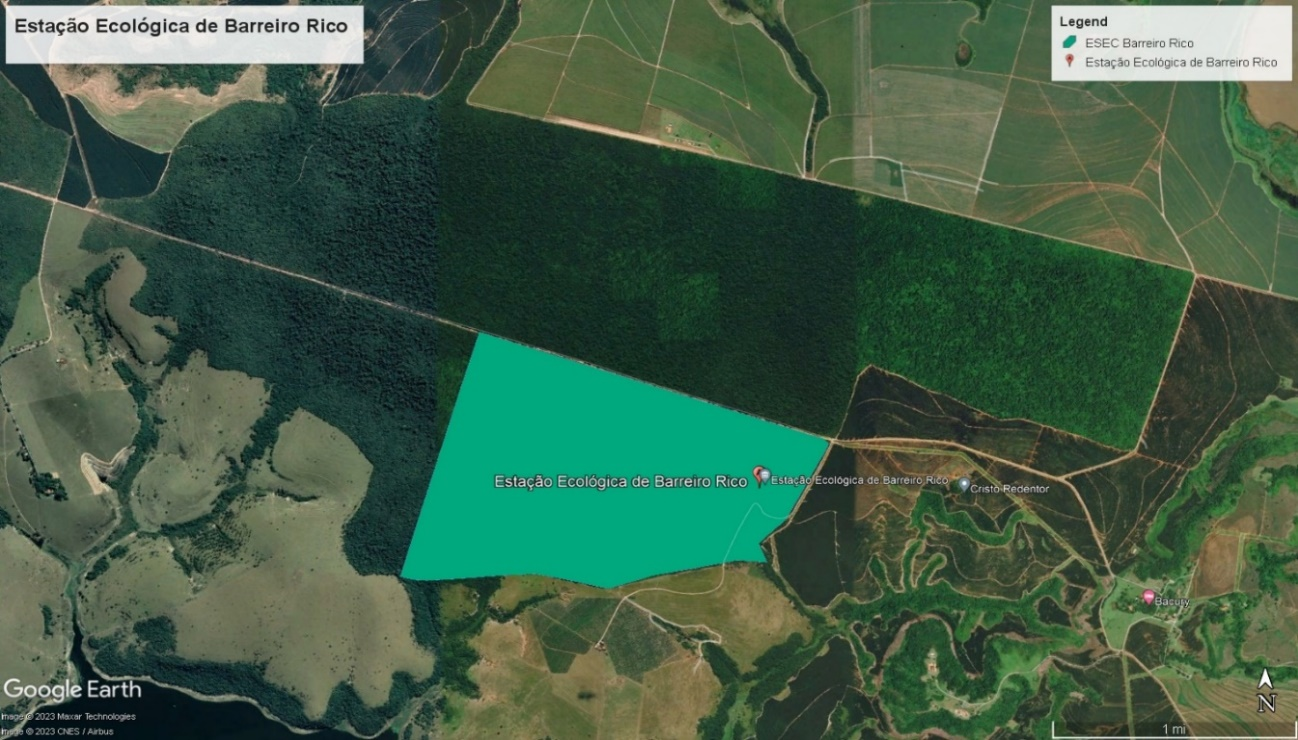 Estação Ecológica de Barreiro Rico
Legend
ESEC Barreiro Rico
Estação Ecológica de Barreiro Rico
Estação Ecológica de Barreiro Rico
Estação Ecológica de Barreiro Rico
Cristo Redentor
Bacury
Google Earth
Image © 2023 Maxar Technologies
Image © 2023 CNES / Airbus
N
1 mi